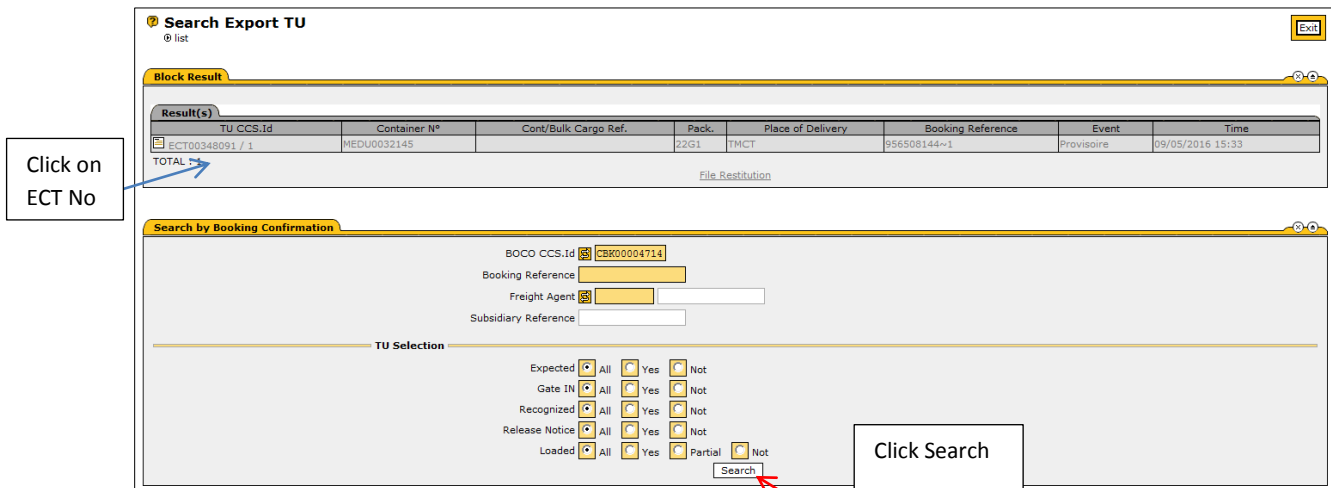 Search Export TU
list
Exit
Block Result
Result(s)
TU CCS.Id Container N° Cont/Bulk Cargo Ref. Pack. Place of Delivery Booking Reference Event Time
ECT00348091 / 1 MEDU0032145 22G1 TMCT 956508144~1 Provisoire 09/05/2016 15:33
TOTAL : 1
File Restitution
Click on
ECT No
Search by Booking Confirmation
BOCO CCS.Id CBK00004714
Booking Reference
Freight Agent
Subsidiary Reference
TU Selection
Expected All Yes Not
Gate IN All Yes Not
Recognized All Yes Not
Release Notice All Yes Not
Loaded All Yes Partial Not
Search
Click Search